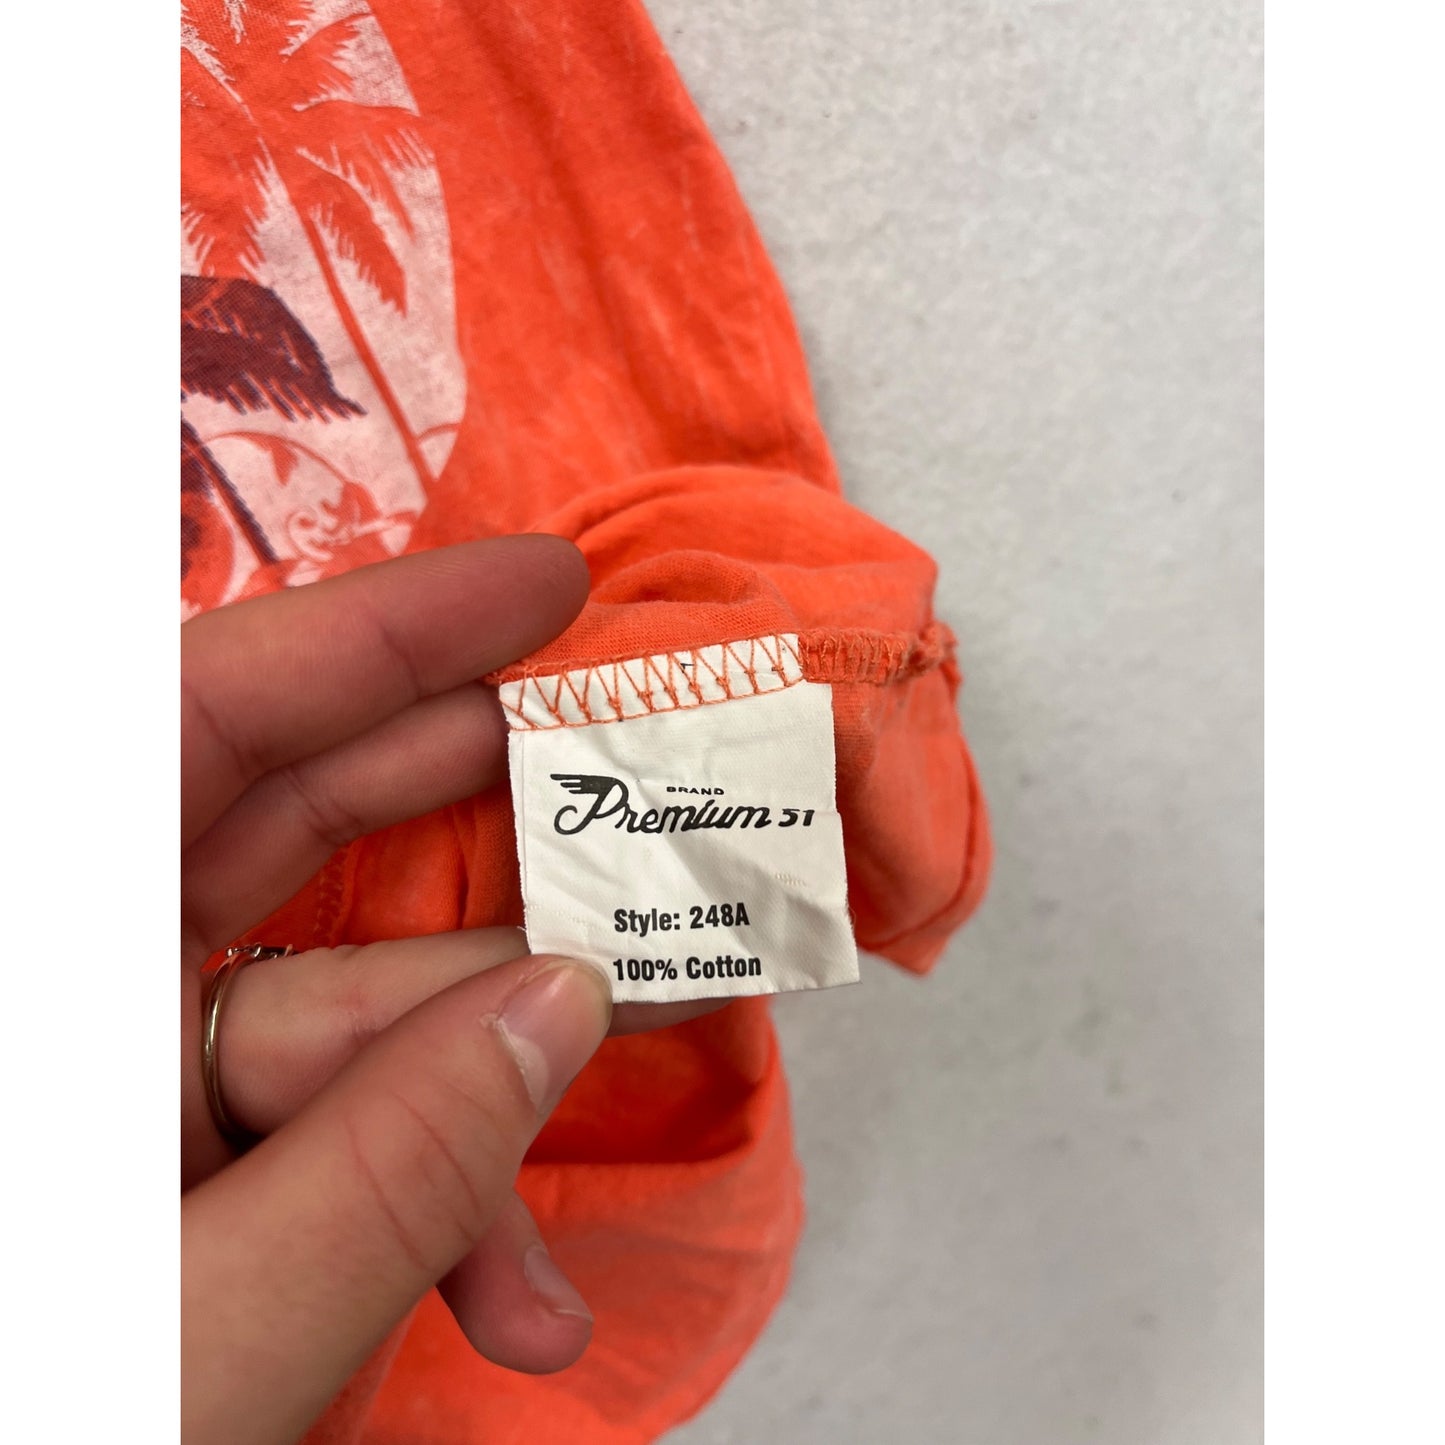 BRAND
Premium 51
Style: 248A
100% Cotton